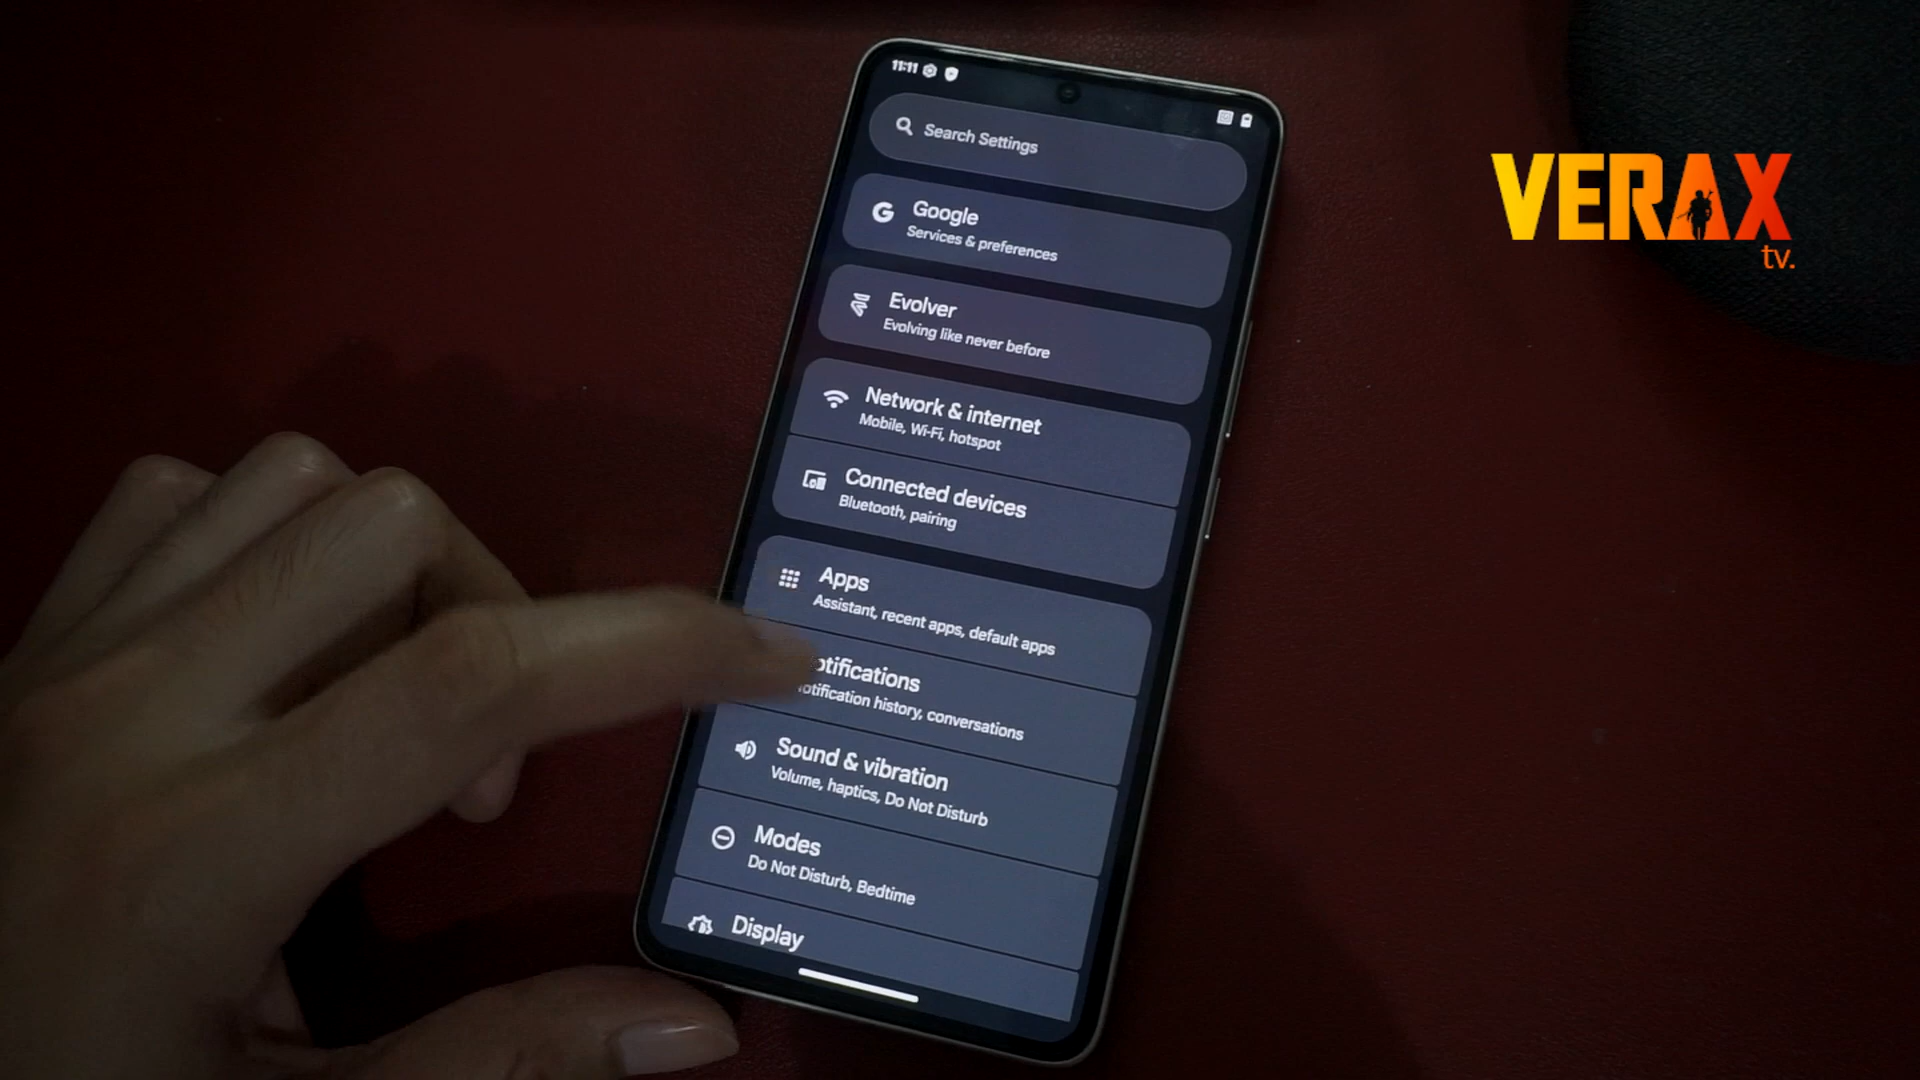 11:11
Search Settings
Google
Services & preferences
Evolver
Evolving like never before
Network & internet
Mobile, Wi-Fi, hotspot
Connected devices
Bluetooth, pairing
Apps
Assistant, recent apps, default apps
otifications
otification history, conversations
Sound & vibration
Volume, haptics, Do Not Disturb
Modes
Do Not Disturb, Bedtime
Display
VERAX
tv.